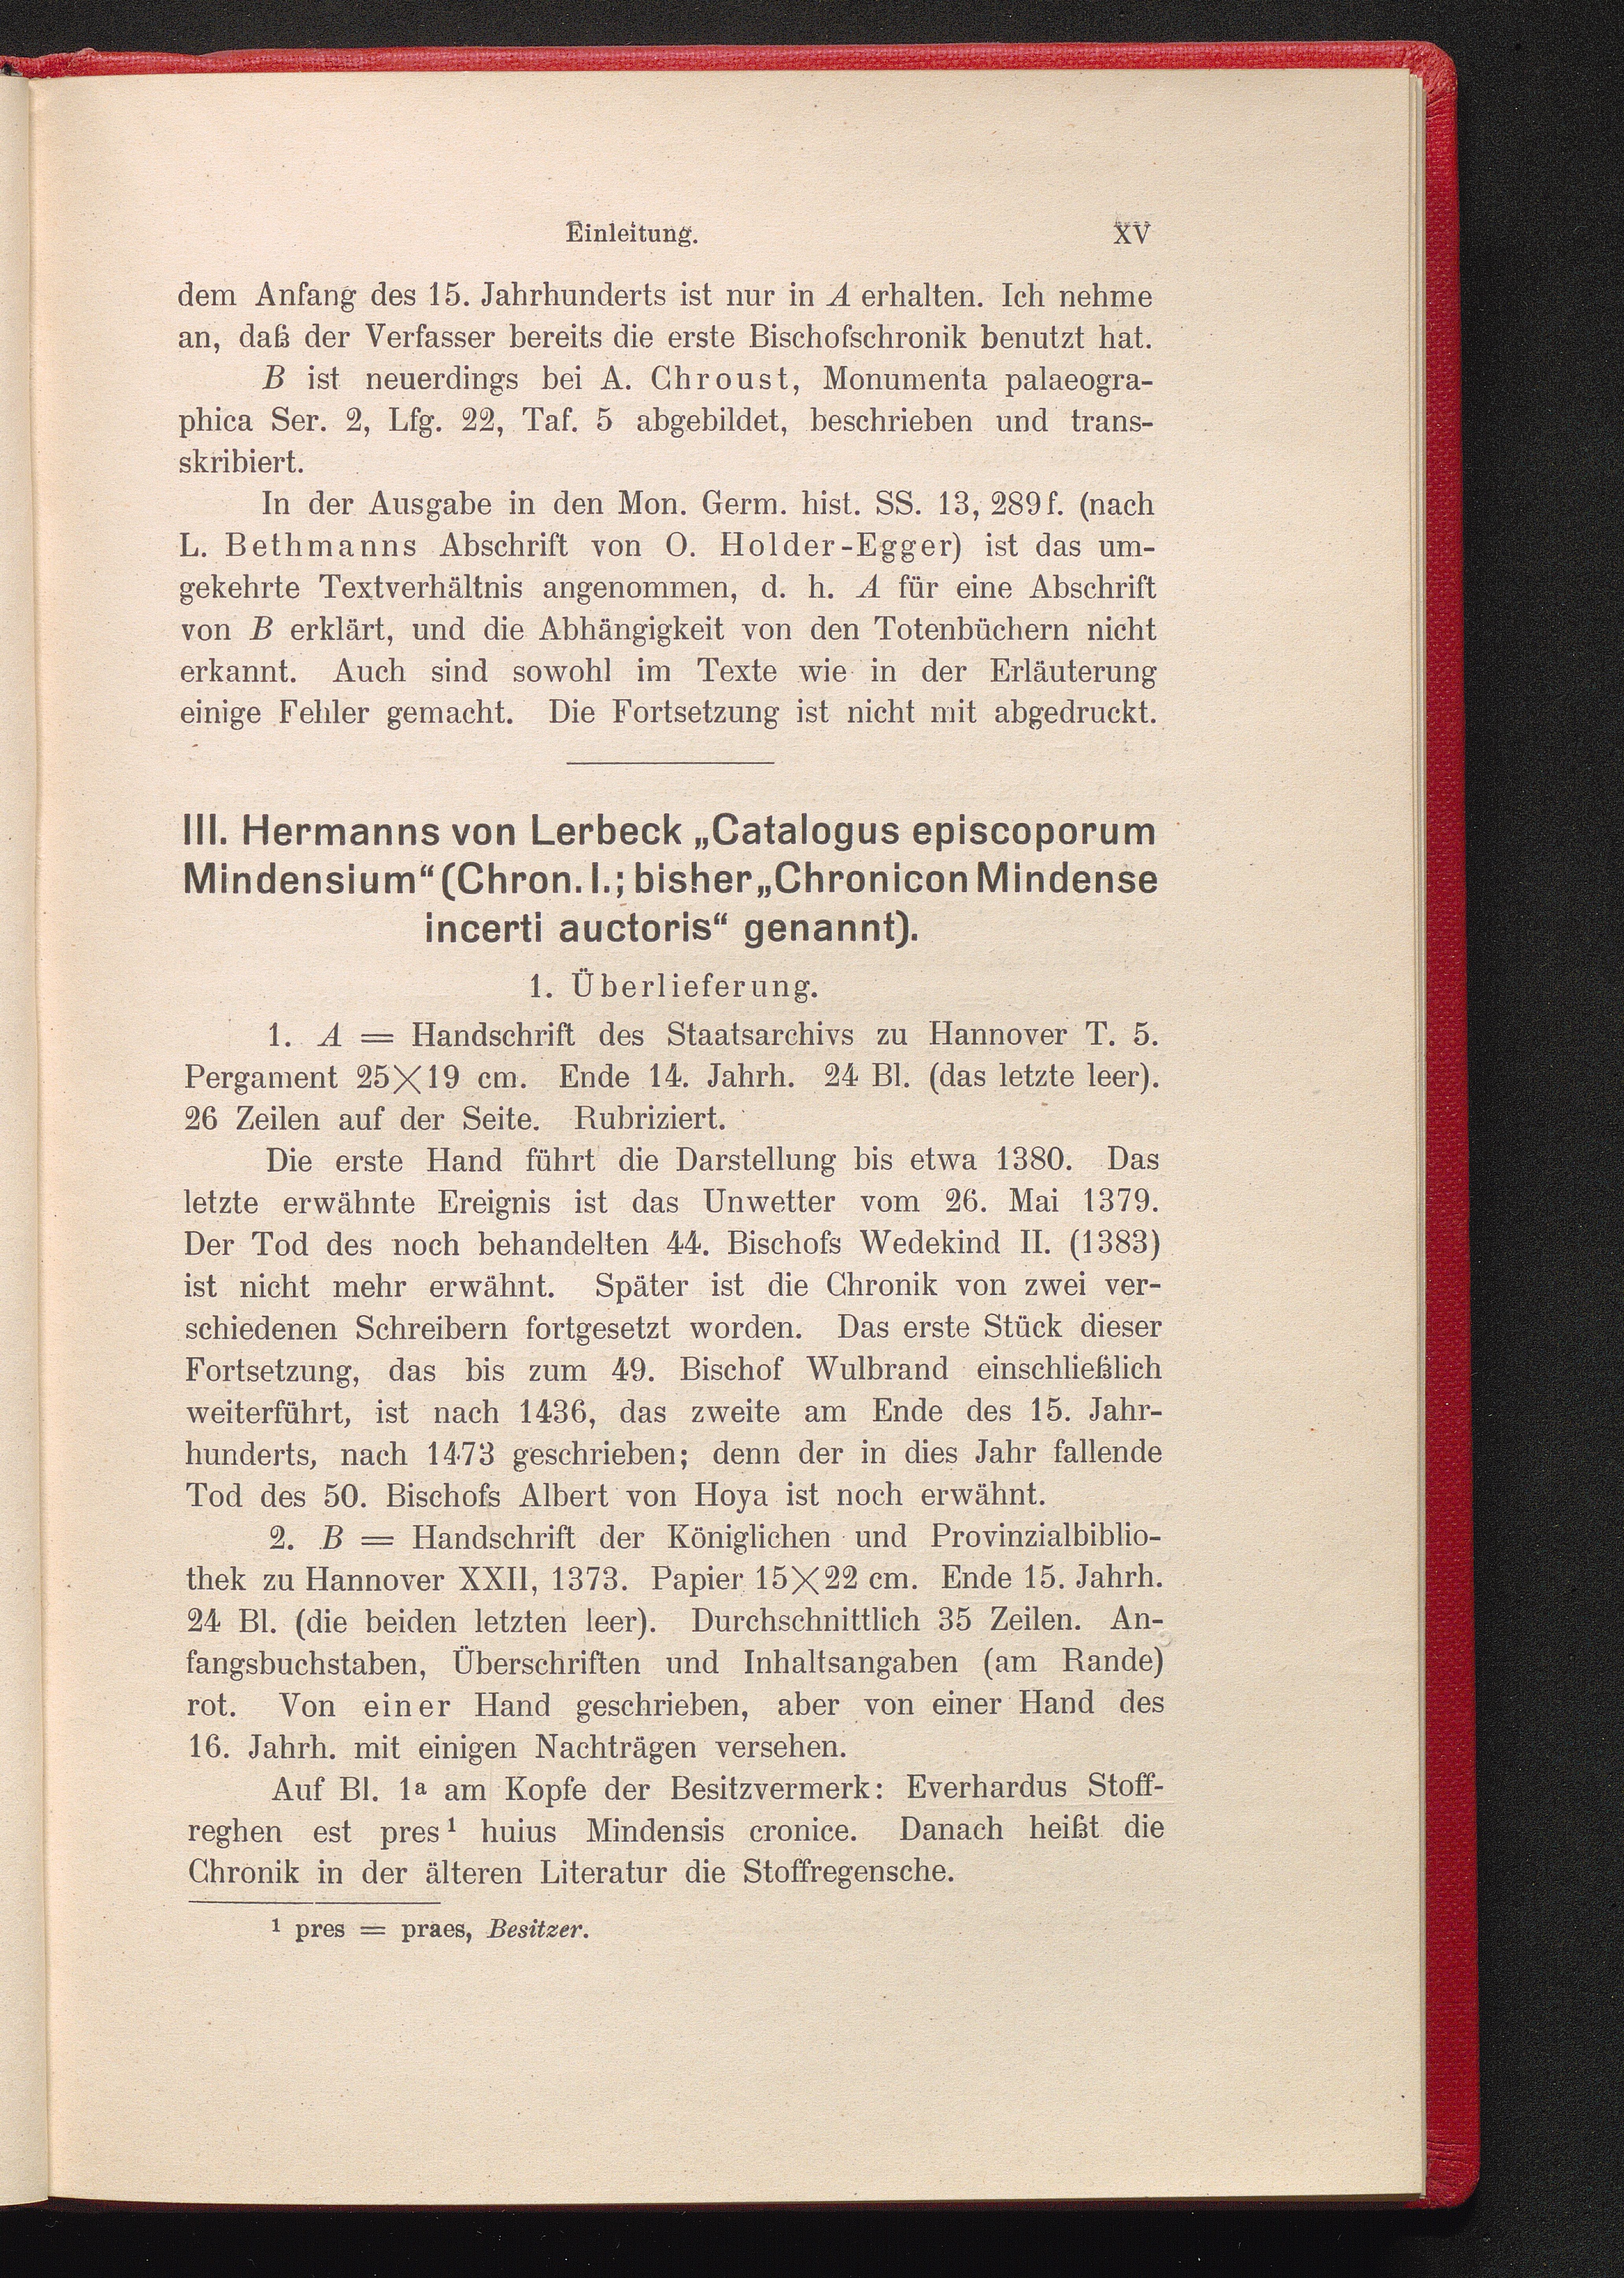 Einleitung. XV
dem Anfang des 15. Jahrhunderts ist nur in A erhalten. Ich nehme
an, daß der Verfasser bereits die erste Bischofschronik benutzt hat.
B ist neuerdings bei A. Chroust, Monumenta palaeogra-
phica Ser. 2, Lfg. 22, Taf. 5 abgebildet, beschrieben und trans-
skribiert.
In der Ausgabe in den Mon. Germ. hist. SS. 13, 289 f. (nach
L. Bethmanns Abschrift von O. Holder-Egger) ist das um-
gekehrte Textverhältnis angenommen, d. h. A für eine Abschrift
von B erklärt, und die Abhängigkeit von den Totenbüchern nicht
erkannt. Auch sind sowohl im Texte wie in der Erläuterung
einige Fehler gemacht. Die Fortsetzung ist nicht mit abgedruckt.
III. Hermanns von Lerbeck „Catalogus episcoporum
Mindensium“ (Chron. I.; bisher „Chronicon Mindense
incerti auctoris“ genannt).
1. Überlieferung.
1. A = Handschrift des Staatsarchivs zu Hannover T. 5.
Pergament 25×19 cm. Ende 14. Jahrh. 24 Bl. (das letzte leer).
26 Zeilen auf der Seite. Rubriziert.
Die erste Hand führt die Darstellung bis etwa 1380. Das
letzte erwähnte Ereignis ist das Unwetter vom 26. Mai 1379.
Der Tod des noch behandelten 44. Bischofs Wedekind II. (1383)
ist nicht mehr erwähnt. Später ist die Chronik von zwei ver-
schiedenen Schreibern fortgesetzt worden. Das erste Stück dieser
Fortsetzung, das bis zum 49. Bischof Wulbrand einschließlich
weiterführt, ist nach 1436, das zweite am Ende des 15. Jahr-
hunderts, nach 1473 geschrieben; denn der in dies Jahr fallende
Tod des 50. Bischofs Albert von Hoya ist noch erwähnt.
2. B = Handschrift der Königlichen und Provinzialbiblio-
thek zu Hannover XXII, 1373. Papier 15×22 cm. Ende 15. Jahrh.
24 Bl. (die beiden letzten leer). Durchschnittlich 35 Zeilen. An-
fangsbuchstaben, Überschriften und Inhaltsangaben (am Rande)
rot. Von einer Hand geschrieben, aber von einer Hand des
16. Jahrh. mit einigen Nachträgen versehen.
Auf Bl. 1a am Kopfe der Besitzvermerk: Everhardus Stoff-
reghen est pres¹ huius Mindensis cronice. Danach heißt die
Chronik in der älteren Literatur die Stoffregensche.
¹ pres = praes, Besitzer.